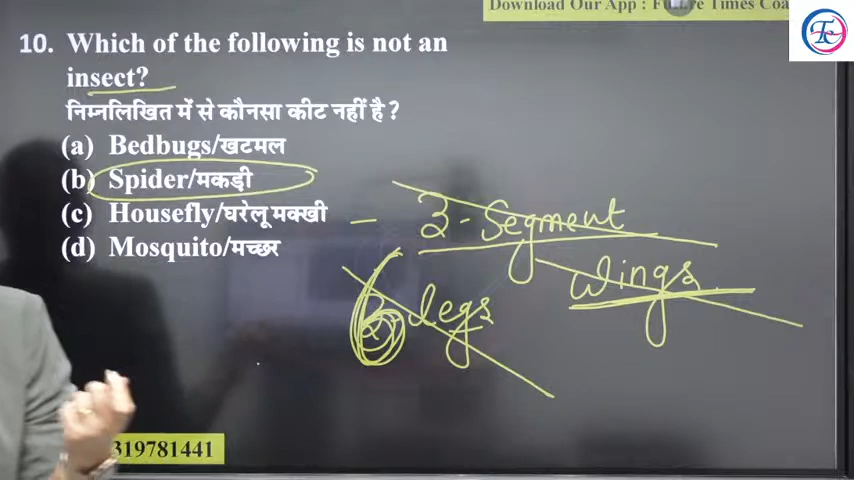 Download Our App : Future Times Coa
10. Which of the following is not an
insect?
निम्नलिखित में से कौनसा कीट नहीं है ?
(a) Bedbugs/खटमल
(b) Spider/मकड़ी
(c) Housefly/घरेलू मक्खी
(d) Mosquito/मच्छर
- 3-Segment
6 legs
wings
319781441